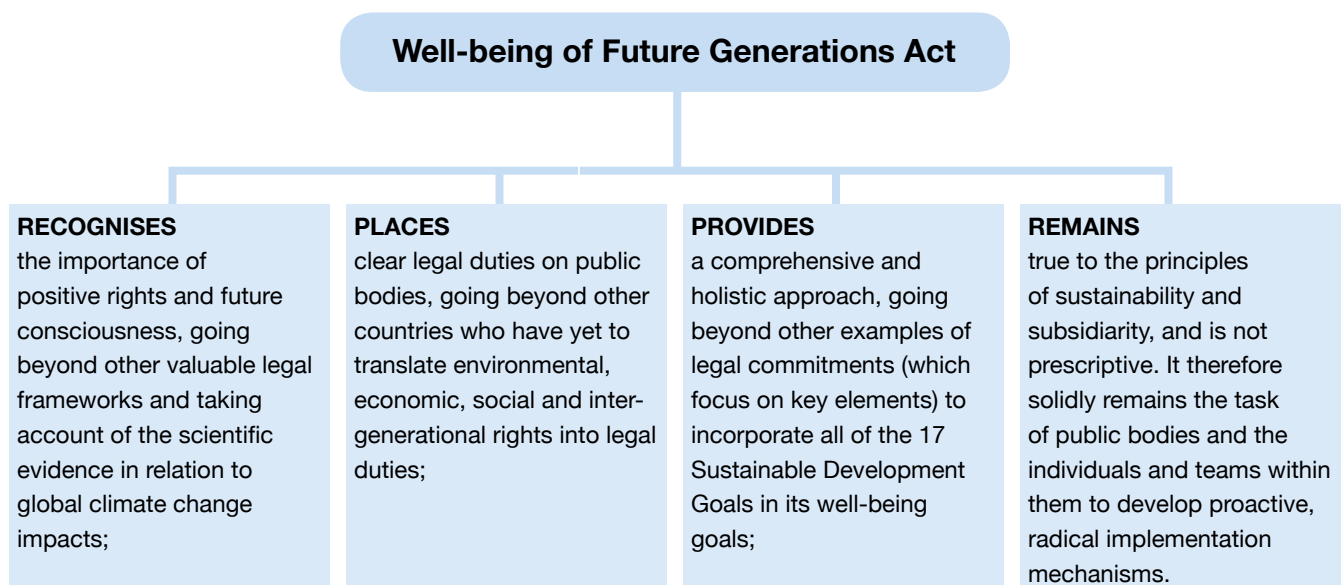 Well-being of Future Generations Act
RECOGNISES
the importance of
positive rights and future
consciousness, going
beyond other valuable legal
frameworks and taking
account of the scientific
evidence in relation to
global climate change
impacts;
PLACES
clear legal duties on public
bodies, going beyond other
countries who have yet to
translate environmental,
economic, social and inter-
generational rights into legal
duties;
PROVIDES
a comprehensive and
holistic approach, going
beyond other examples of
legal commitments (which
focus on key elements) to
incorporate all of the 17
Sustainable Development
Goals in its well-being
goals;
REMAINS
true to the principles
of sustainability and
subsidiarity, and is not
prescriptive. It therefore
solidly remains the task
of public bodies and the
individuals and teams within
them to develop proactive,
radical implementation
mechanisms.